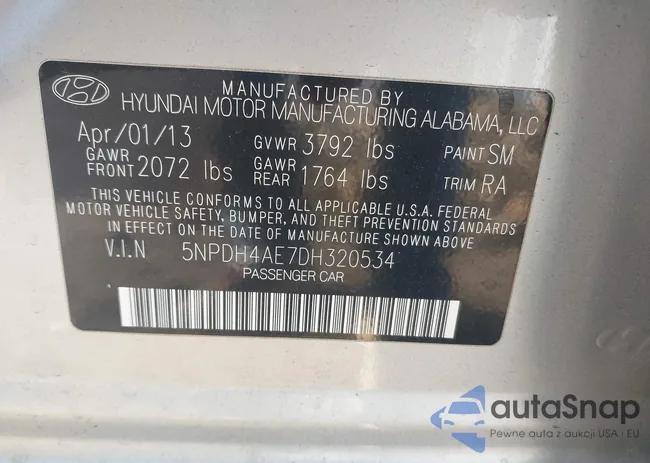 MANUFACTURED BY
HYUNDAI MOTOR MANUFACTURING ALABAMA, LLC
Apr/01/13 GVWR 3792 lbs PAINT SM
GAWR FRONT 2072 lbs GAWR REAR 1764 lbs TRIM RA
THIS VEHICLE CONFORMS TO ALL APPLICABLE U.S.A. FEDERAL
MOTOR VEHICLE SAFETY, BUMPER, AND THEFT PREVENTION
STANDARDS IN EFFECT ON THE DATE OF MANUFACTURE SHOWN ABOVE.
V.I.N 5NPDH4AE7DH320534
PASSENGER CAR
autaSnap
Pewne auta z aukcji USA i EU